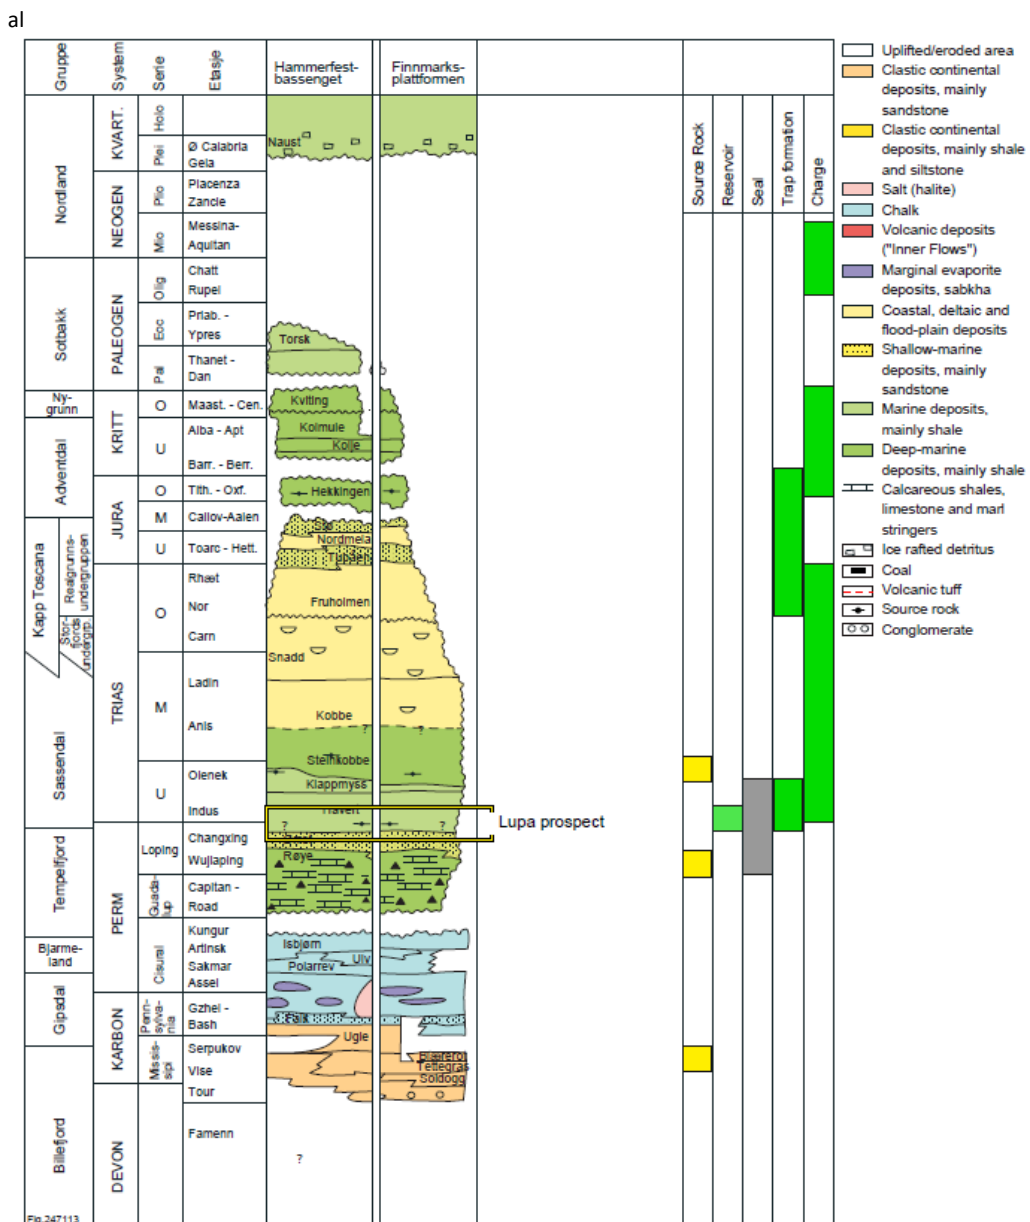 al
Gruppe
System
Serie
Etasje
Hammerfest-
bassenget
Finnmarks-
plattformen
Nordland
Sotbakk
Ny-
grunn
Adventdal
Kapp Toscana
Realgrunns-
undergruppen
Stor-
fjords
undergrp.
Sassendal
Tempelfjord
Bjarme-
land
Gipsdal
Billefjord
KVART.
NEOGEN
PALEOGEN
KRITT
JURA
TRIAS
PERM
KARBON
DEVON
Holo
Plei
Plio
Mio
Olig
Eoc
Pal
O
U
O
M
U
O
M
U
Loping
Guada-
lup
Cisural
Penn-
sylva-
nia
Missis-
sipi
Ø Calabria
Gela
Piacenza
Zancle
Messina-
Aquitan
Chatt
Rupel
Priab. -
Ypres
Thanet -
Dan
Maast. - Cen.
Alba - Apt
Barr. - Berr.
Tith. - Oxf.
Callov-Aalen
Toarc - Hett.
Rhæt
Nor
Carn
Ladin
Anis
Olenek
Indus
Changxing
Wujiaping
Capitan -
Road
Kungur
Artinsk
Sakmar
Assel
Gzhel -
Bash
Serpukov
Vise
Tour
Famenn
Naust
Torsk
Kviting
Kolmule
Kolje
Hekkingen
Nordmela
Fruholmen
Snadd
Kobbe
?
?
Steinkobbe
Klappmyss
Havert
?
?
Røye
Isbjørn
Ulv
Polarrev
Falk
Ugle
Blærerot
Tettegras
Soldogg
?
Lupa prospect
Source Rock
Reservoir
Seal
Trap formation
Charge
Uplifted/eroded area
Clastic continental
deposits, mainly
sandstone
Clastic continental
deposits, mainly shale
and siltstone
Salt (halite)
Chalk
Volcanic deposits
("Inner Flows")
Marginal evaporite
deposits, sabkha
Coastal, deltaic and
flood-plain deposits
Shallow-marine
deposits, mainly
sandstone
Marine deposits,
mainly shale
Deep-marine
deposits, mainly shale
Calcareous shales,
limestone and marl
stringers
Ice rafted detritus
Coal
Volcanic tuff
Source rock
Conglomerate
Fig.247113